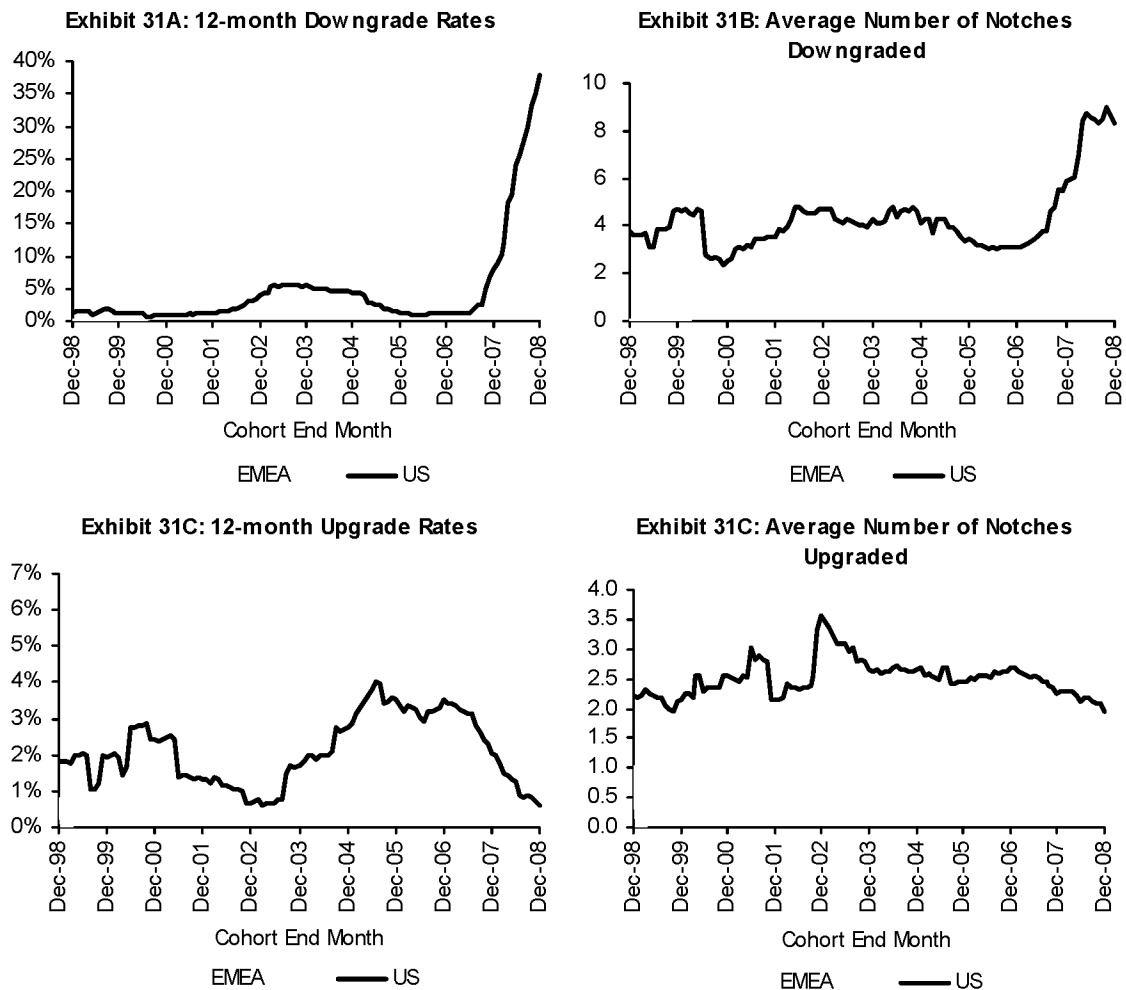 Exhibit 31A: 12-month Downgrade Rates
40%
35%
30%
25%
20%
15%
10%
5%
0%
Dec-98
Dec-99
Dec-00
Dec-01
Dec-02
Dec-03
Dec-04
Dec-05
Dec-06
Dec-07
Dec-08
Cohort End Month
EMEA US
Exhibit 31B: Average Number of Notches
Downgraded
10
8
6
4
2
0
Dec-98
Dec-99
Dec-00
Dec-01
Dec-02
Dec-03
Dec-04
Dec-05
Dec-06
Dec-07
Dec-08
Cohort End Month
EMEA US
Exhibit 31C: 12-month Upgrade Rates
7%
6%
5%
4%
3%
2%
1%
0%
Dec-98
Dec-99
Dec-00
Dec-01
Dec-02
Dec-03
Dec-04
Dec-05
Dec-06
Dec-07
Dec-08
Cohort End Month
EMEA US
Exhibit 31C: Average Number of Notches
Upgraded
4.0
3.5
3.0
2.5
2.0
1.5
1.0
0.5
0.0
Dec-98
Dec-99
Dec-00
Dec-01
Dec-02
Dec-03
Dec-04
Dec-05
Dec-06
Dec-07
Dec-08
Cohort End Month
EMEA US